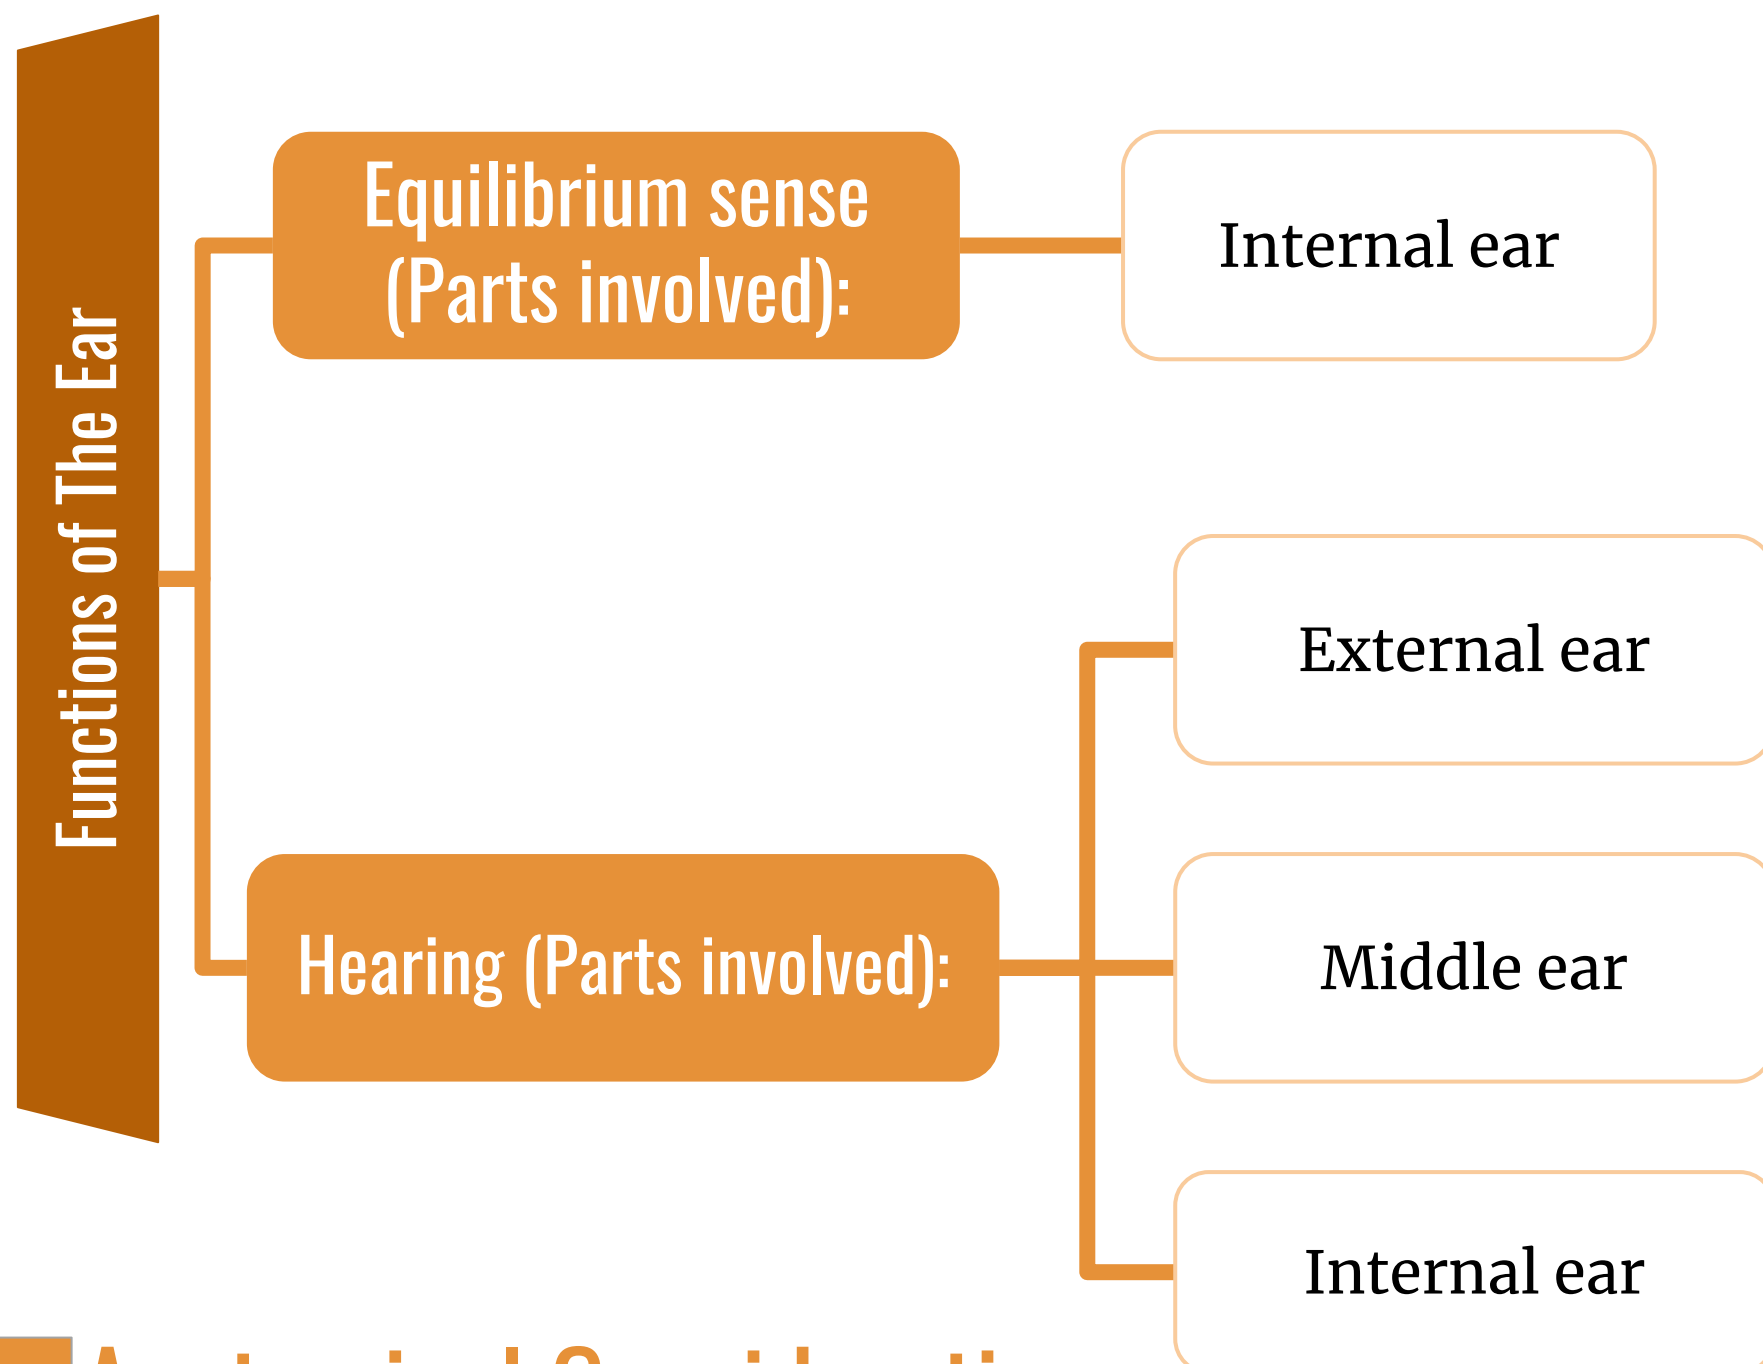 Functions of The Ear
Equilibrium sense
(Parts involved):
Internal ear
Hearing (Parts involved):
External ear
Middle ear
Internal ear